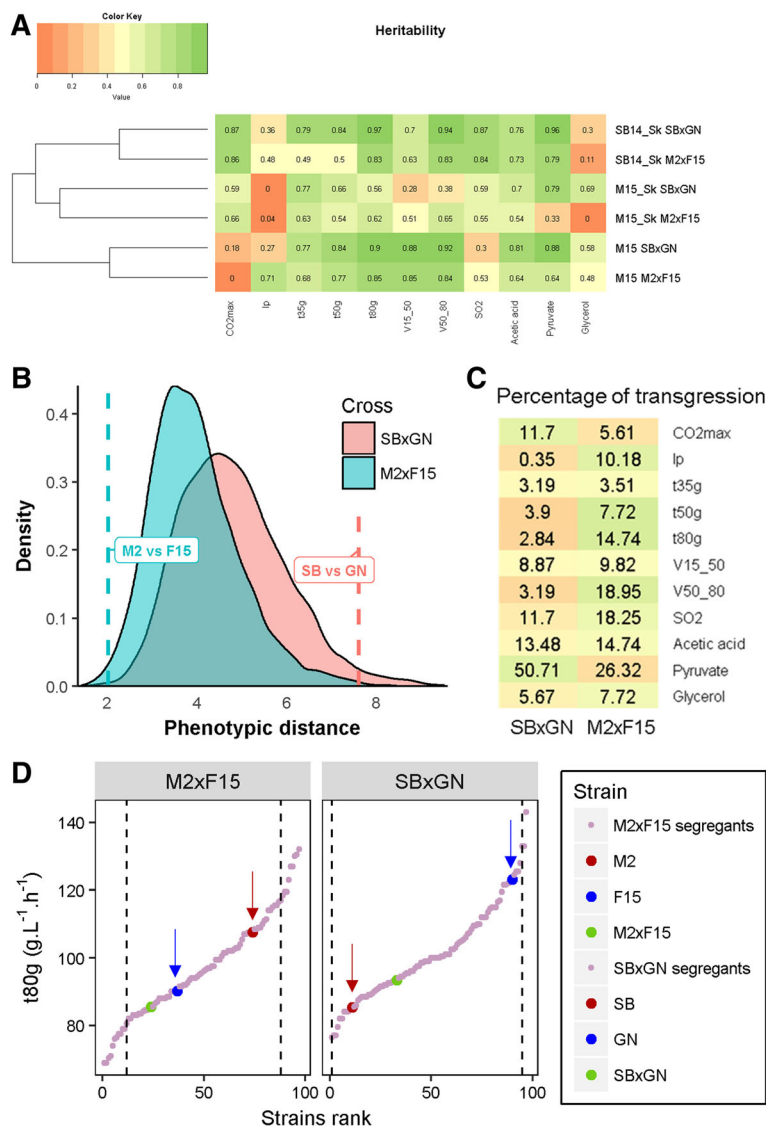 A
Color Key
0 0.2 0.4 0.6 0.8
Value
Heritability
0.87 0.36 0.79 0.84 0.97 0.7 0.94 0.87 0.76 0.96 0.3 SB14_Sk SBxGN
0.86 0.48 0.49 0.5 0.83 0.63 0.83 0.84 0.73 0.79 0.11 SB14_Sk M2xF15
0.59 0 0.77 0.66 0.56 0.28 0.38 0.59 0.7 0.79 0.69 M15_Sk SBxGN
0.66 0.04 0.63 0.54 0.62 0.51 0.65 0.55 0.54 0.33 0 M15_Sk M2xF15
0.18 0.27 0.77 0.84 0.9 0.88 0.92 0.3 0.81 0.88 0.58 M15 SBxGN
0 0.71 0.68 0.77 0.85 0.85 0.84 0.53 0.64 0.64 0.48 M15 M2xF15
CO2max lp t35g t50g t80g V15_50 V50_80 SO2 Acetic acid Pyruvate Glycerol
B
Density
0.4
0.3
0.2
0.1
0.0
Cross
SBxGN
M2xF15
M2 vs F15
SB vs GN
2 4 6 8
Phenotypic distance
C
Percentage of transgression
11.7 5.61 CO2max
0.35 10.18 lp
3.19 3.51 t35g
3.9 7.72 t50g
2.84 14.74 t80g
8.87 9.82 V15_50
3.19 18.95 V50_80
11.7 18.25 SO2
13.48 14.74 Acetic acid
50.71 26.32 Pyruvate
5.67 7.72 Glycerol
SBxGN M2xF15
D
M2xF15 SBxGN
t80g (g.L⁻¹.h⁻¹)
140
120
100
80
0 50 100 0 50 100
Strains rank
Strain
M2xF15 segregants
M2
F15
M2xF15
SBxGN segregants
SB
GN
SBxGN